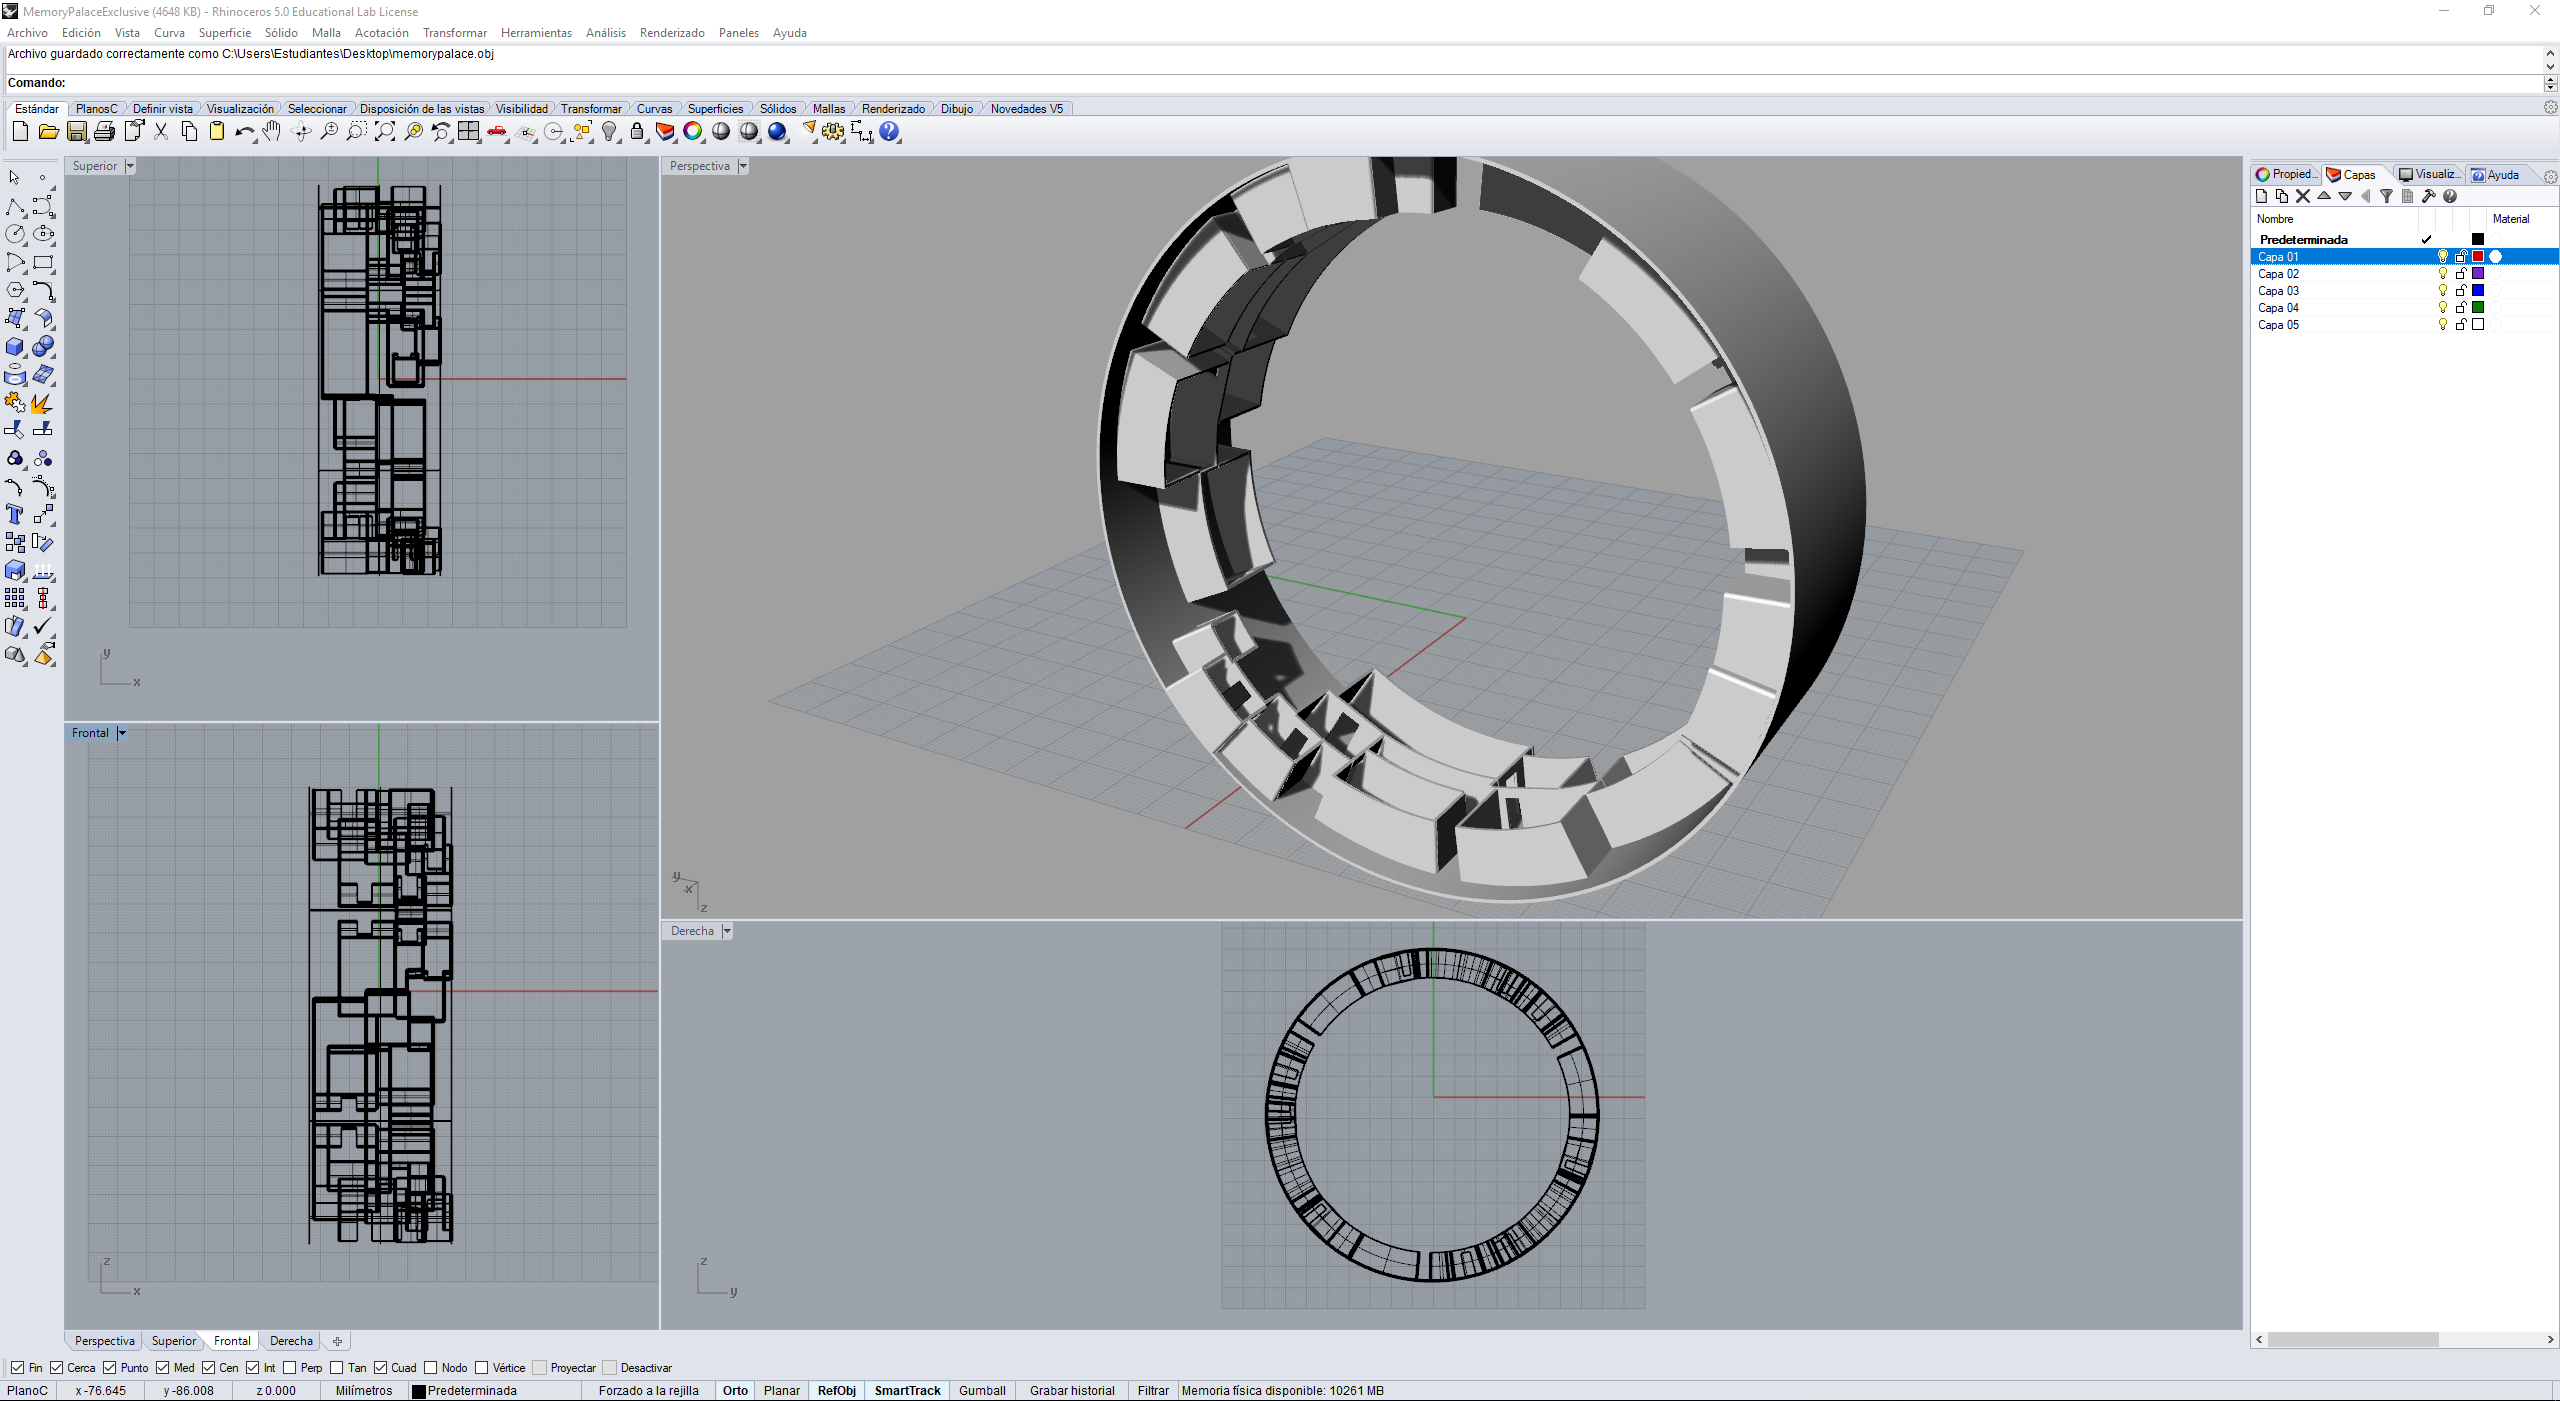 MemoryPalaceExclusive (4648 KB) - Rhinoceros 5.0 Educational Lab License
Archivo Edición Vista Curva Superficie Sólido Malla Acotación Transformar Herramientas Análisis Renderizado Paneles Ayuda
Archivo guardado correctamente como C:\Users\Estudiantes\Desktop\memorypalace.obj
Comando:
Estándar PlanosC Definir vista Visualización Seleccionar Disposición de las vistas Visibilidad Transformar Curvas Superficies Sólidos Mallas Renderizado Dibujo Novedades V5
Superior
y
x
Perspectiva
y
x
z
Propied... Capas Visualiz... Ayuda
Nombre Material
Predeterminada
Capa 01
Capa 02
Capa 03
Capa 04
Capa 05
Frontal
z
x
Derecha
z
y
Perspectiva Superior Frontal Derecha
Fin Cerca Punto Med Cen Int Perp Tan Cuad Nodo Vértice Proyectar Desactivar
PlanoC x -76.645 y -86.008 z 0.000 Milímetros Predeterminada Forzado a la rejilla Orto Planar RefObj SmartTrack Gumball Grabar historial Filtrar Memoria física disponible: 10261 MB